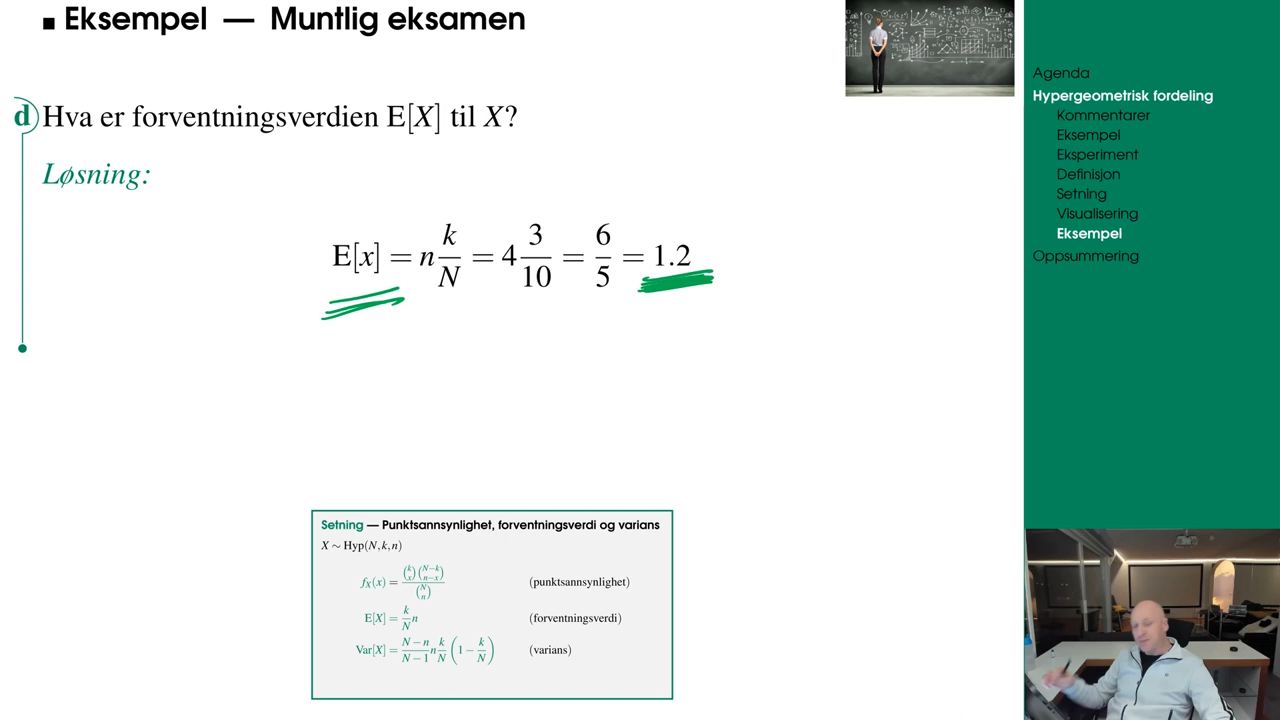 Eksempel — Muntlig eksamen
d Hva er forventningsverdien E[X] til X?
Løsning:
E[x] = n k/N = 4 3/10 = 6/5 = 1.2
Setning — Punktsannsynlighet, forventningsverdi og varians
X ∼ Hyp(N, k, n)
f_X(x) = (k x)(N−k n−x)/(N n) (punktsannsynlighet)
E[X] = k/N n (forventningsverdi)
Var[X] = N−n/N−1 n k/N (1 − k/N) (varians)
Agenda
Hypergeometrisk fordeling
Kommentarer
Eksempel
Eksperiment
Definisjon
Setning
Visualisering
Eksempel
Oppsummering